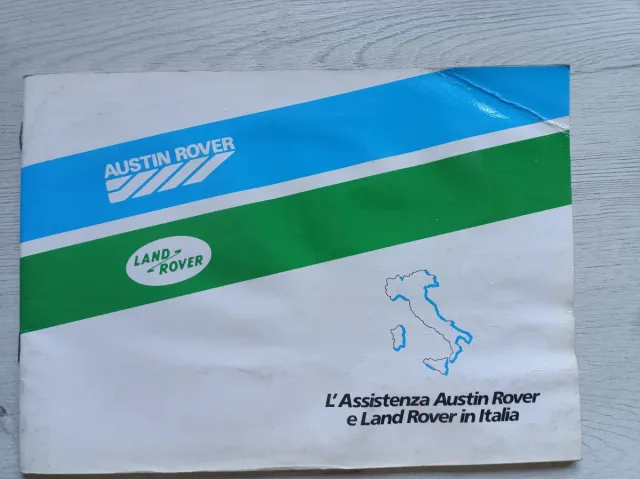 AUSTIN ROVER
LAND
ROVER
L'Assistenza Austin Rover
e Land Rover in Italia